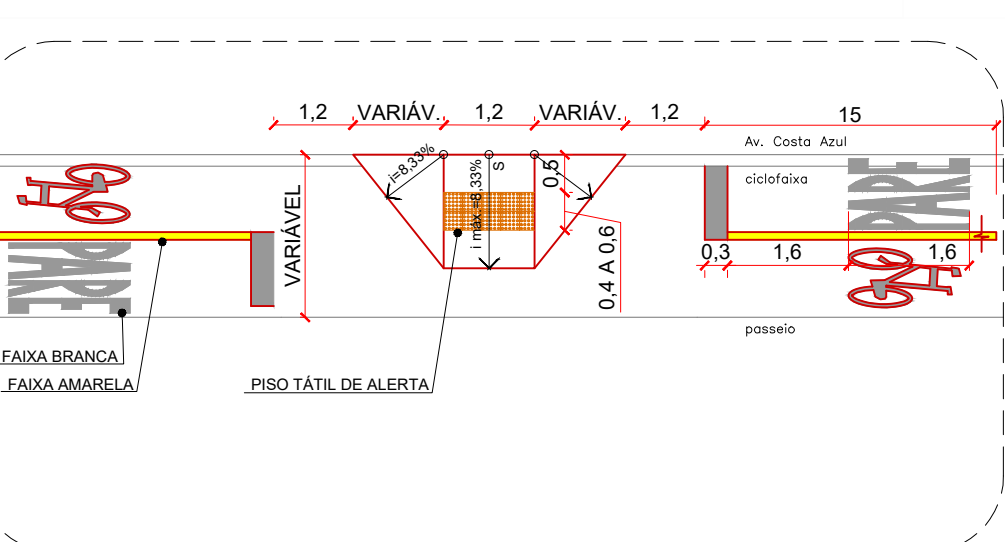 1,2 VARIÁV. 1,2 VARIÁV. 1,2 15
Av. Costa Azul
ciclofaixa
PARE
i=8,33%
i máx.=8,33%
S
0,5
VARIÁVEL
0,4 A 0,6
0,3 1,6 1,6
PARE
passeio
FAIXA BRANCA
FAIXA AMARELA
PISO TÁTIL DE ALERTA